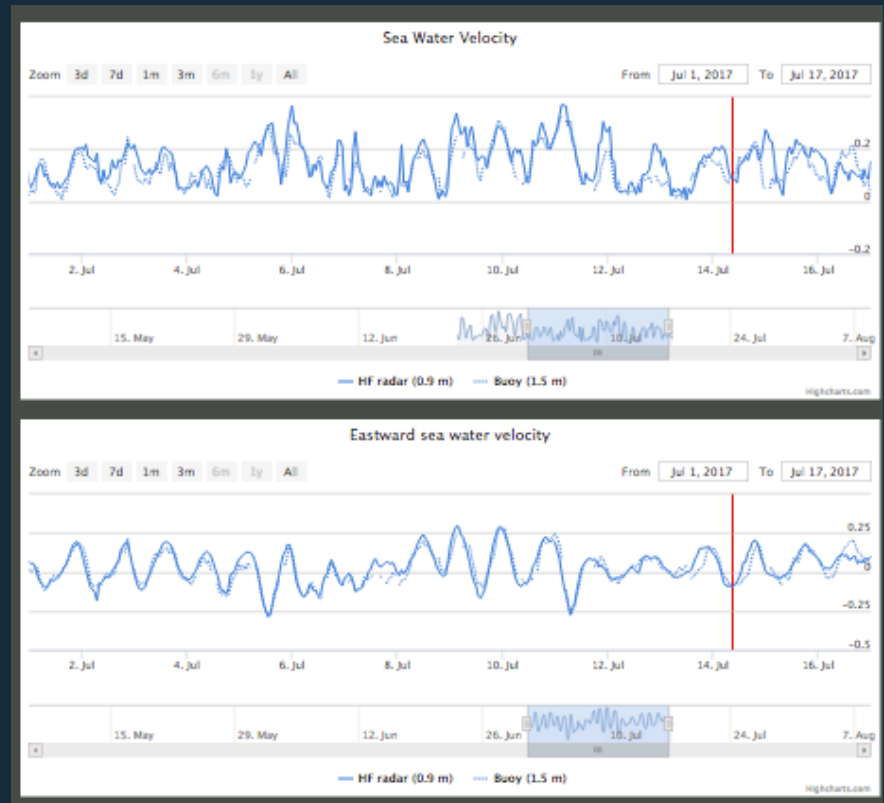 Sea Water Velocity
Zoom 3d 7d 1m 3m 6m 1y All From Jul 1, 2017 To Jul 17, 2017
0.2
0
-0.2
2. Jul 4. Jul 6. Jul 8. Jul 10. Jul 12. Jul 14. Jul 16. Jul
15. May 29. May 12. Jun 26. Jun 10. Jul 24. Jul 7. Aug
HF radar (0.9 m) Buoy (1.5 m)
Highcharts.com
Eastward sea water velocity
Zoom 3d 7d 1m 3m 6m 1y All From Jul 1, 2017 To Jul 17, 2017
0.25
0
-0.25
-0.5
2. Jul 4. Jul 6. Jul 8. Jul 10. Jul 12. Jul 14. Jul 16. Jul
15. May 29. May 12. Jun 26. Jun 10. Jul 24. Jul 7. Aug
HF radar (0.9 m) Buoy (1.5 m)
Highcharts.com